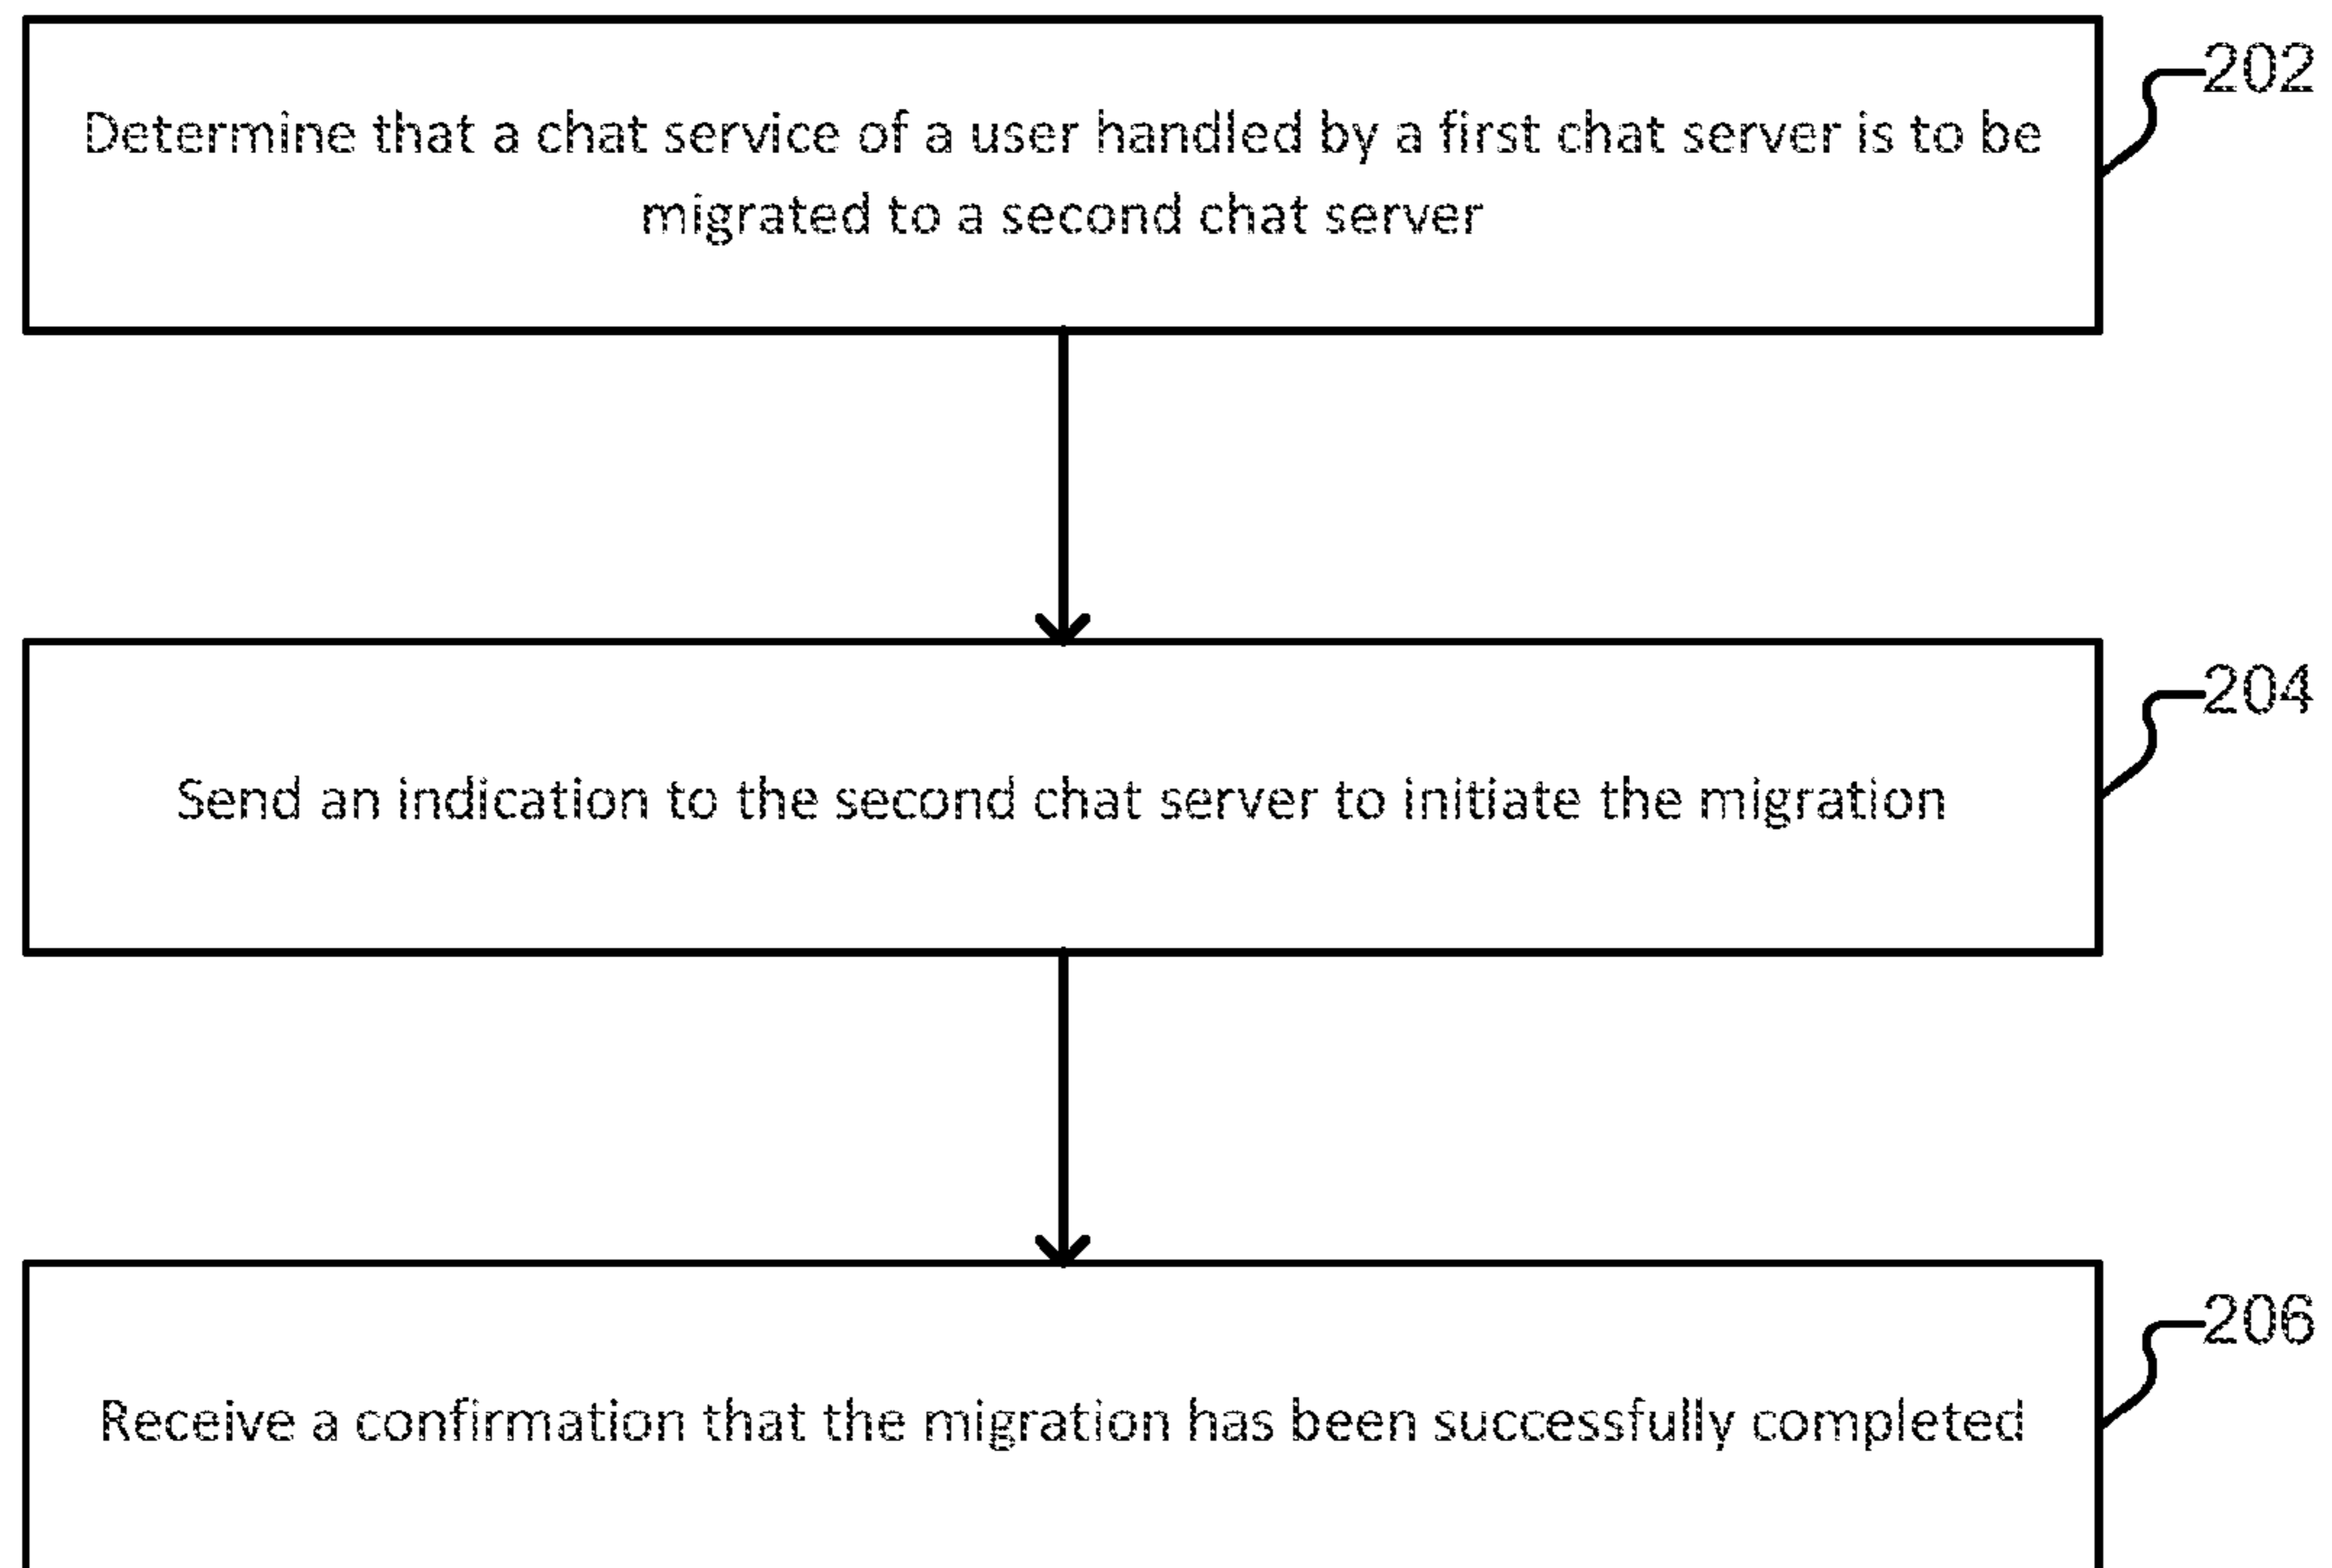 202
Determine that a chat service of a user handled by a first chat server is to be
migrated to a second chat server
204
Send an indication to the second chat server to initiate the migration
206
Receive a confirmation that the migration has been successfully completed